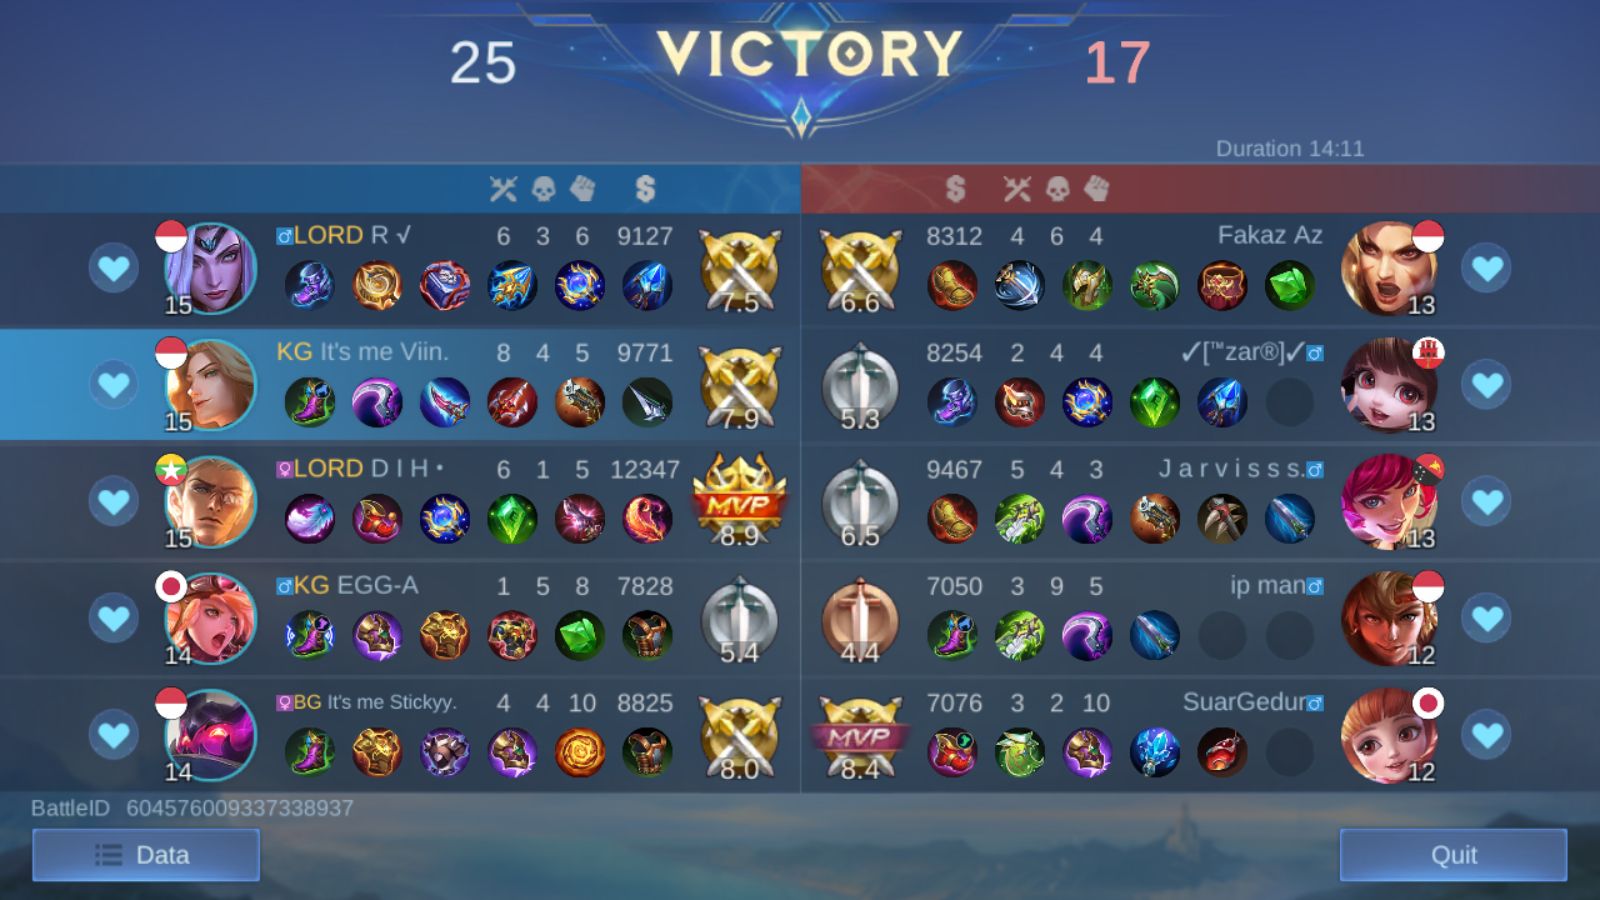 25 VICTORY 17
Duration 14:11
LORD R √ 6 3 6 9127
15 7.5
8312 4 6 4 Fakaz Az
6.6 13
KG It's me Viin. 8 4 5 9771
15 7.9
8254 2 4 4 ✓[™zar®]✓
5.3 13
LORD D I H • 6 1 5 12347
15 MVP 8.9
9467 5 4 3 J a r v i s s s.
6.5 13
KG EGG-A 1 5 8 7828
14 5.4
7050 3 9 5 ip man
4.4 12
BG It's me Stickyy. 4 4 10 8825
14 8.0
7076 3 2 10 SuarGedur
MVP 8.4 12
BattleID 604576009337338937
Data
Quit